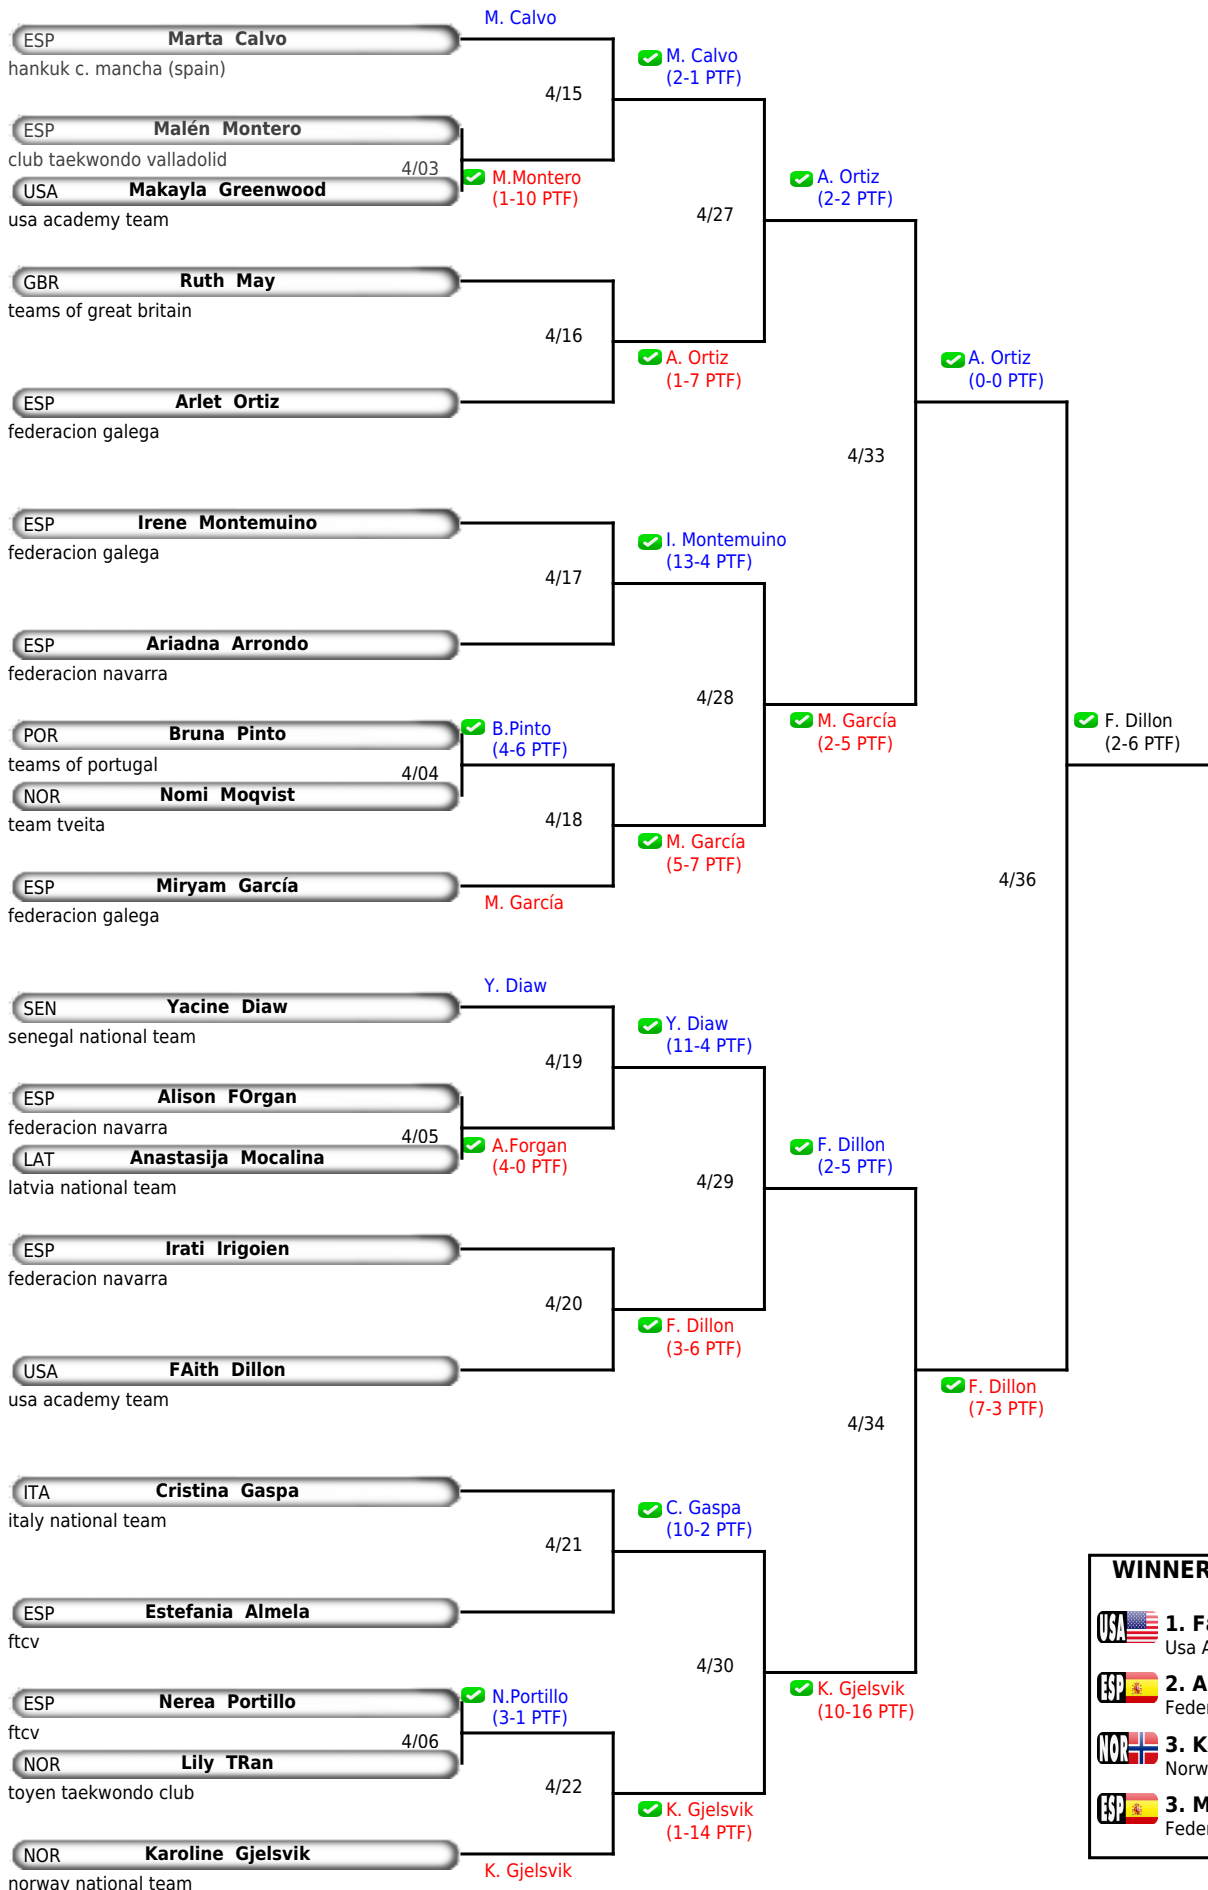 M. Calvo
ESP Marta Calvo
hankuk c. mancha (spain)
M. Calvo
(2-1 PTF)
4/15
ESP Malén Montero
club taekwondo valladolid
4/03
USA Makayla Greenwood
usa academy team
M.Montero
(1-10 PTF)
A. Ortiz
(2-2 PTF)
4/27
GBR Ruth May
teams of great britain
4/16
A. Ortiz
(1-7 PTF)
A. Ortiz
(0-0 PTF)
ESP Arlet Ortiz
federacion galega
4/33
ESP Irene Montemuino
federacion galega
I. Montemuino
(13-4 PTF)
4/17
ESP Ariadna Arrondo
federacion navarra
4/28
POR Bruna Pinto
teams of portugal
B.Pinto
(4-6 PTF)
M. García
(2-5 PTF)
F. Dillon
(2-6 PTF)
4/04
NOR Nomi Moqvist
team tveita
4/18
M. García
(5-7 PTF)
4/36
ESP Miryam García
federacion galega
M. García
Y. Diaw
SEN Yacine Diaw
senegal national team
Y. Diaw
(11-4 PTF)
4/19
ESP Alison FOrgan
federacion navarra
4/05
LAT Anastasija Mocalina
latvia national team
A.Forgan
(4-0 PTF)
F. Dillon
(2-5 PTF)
4/29
ESP Irati Irigoien
federacion navarra
4/20
F. Dillon
(3-6 PTF)
USA FAith Dillon
usa academy team
F. Dillon
(7-3 PTF)
4/34
ITA Cristina Gaspa
italy national team
C. Gaspa
(10-2 PTF)
4/21
ESP Estefania Almela
ftcv
4/30
ESP Nerea Portillo
ftcv
N.Portillo
(3-1 PTF)
K. Gjelsvik
(10-16 PTF)
4/06
NOR Lily TRan
toyen taekwondo club
4/22
K. Gjelsvik
(1-14 PTF)
NOR Karoline Gjelsvik
norway national team
K. Gjelsvik
WINNER
USA 1. Fa
Usa A
ESP 2. A
Feder
NOR 3. K
Norw
ESP 3. M
Feder